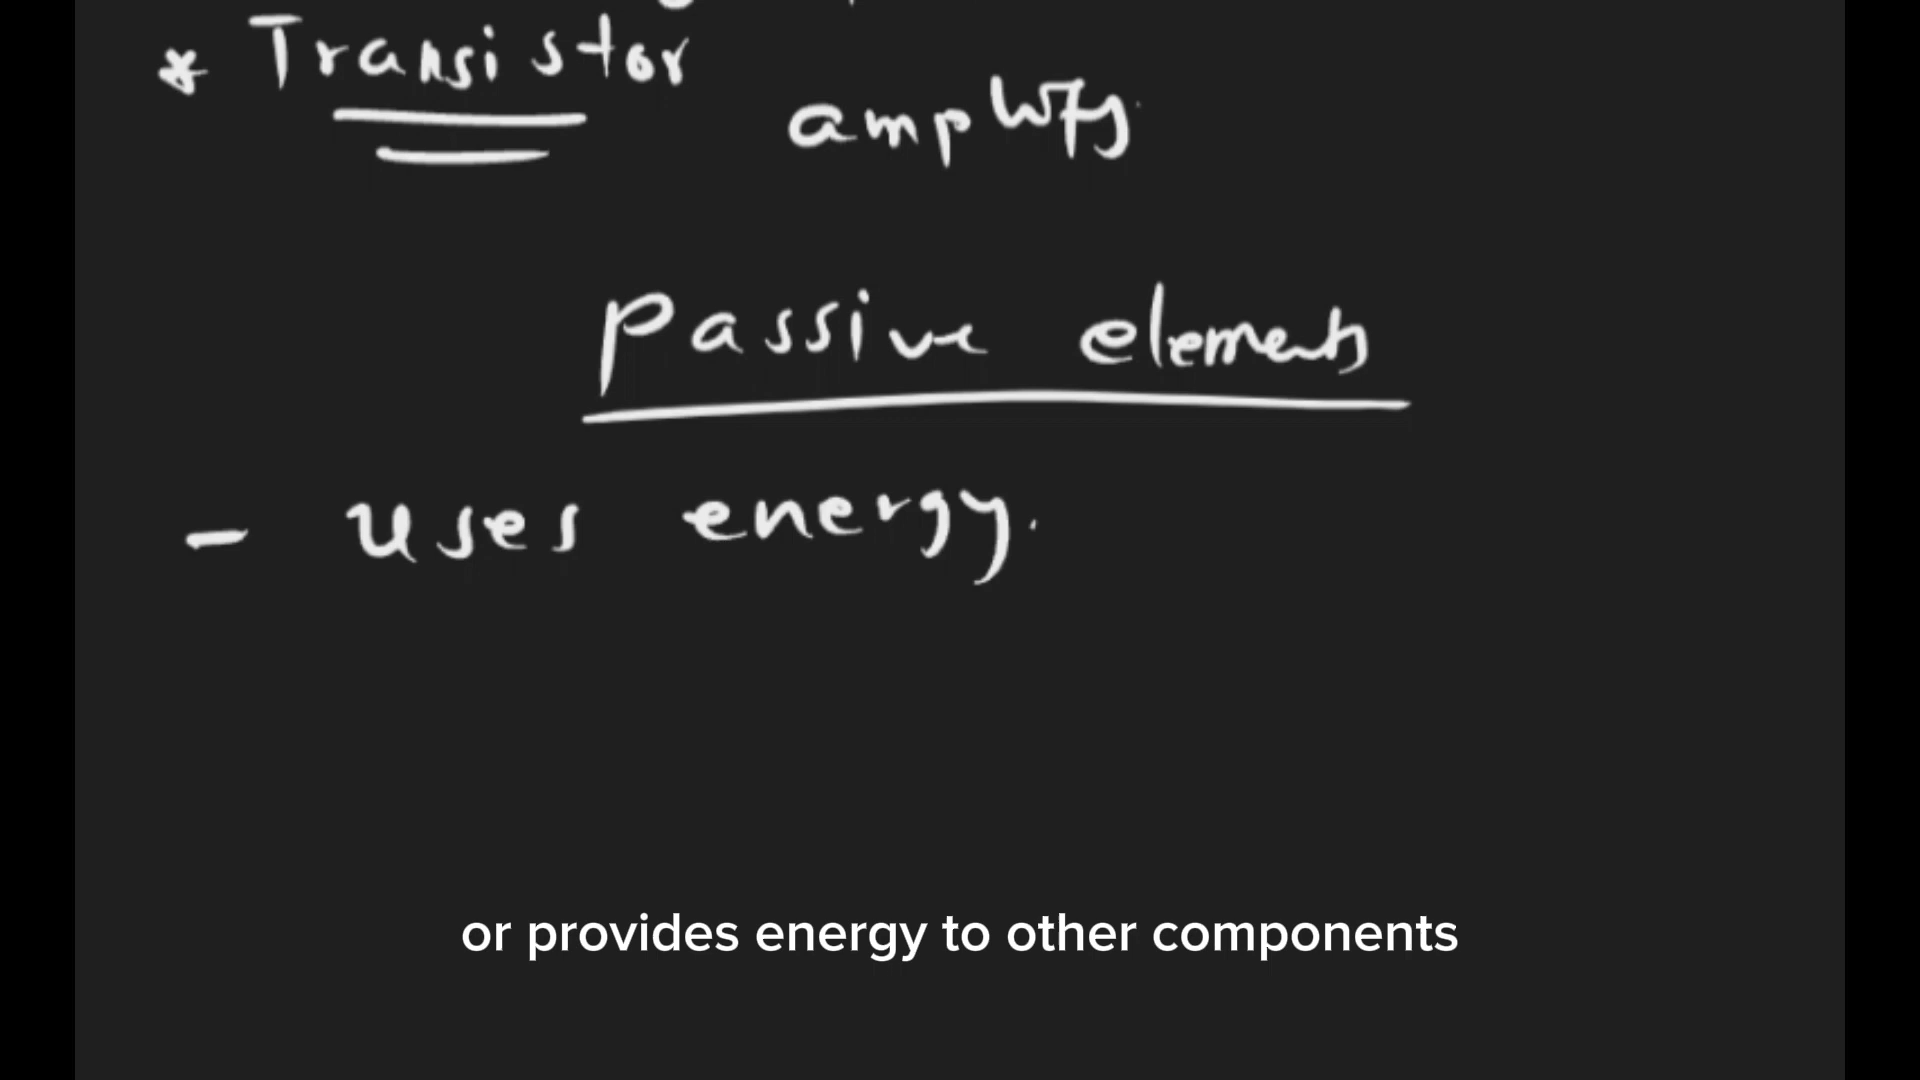 * Transistor
amplify.
Passive elements
- uses energy.
or provides energy to other components